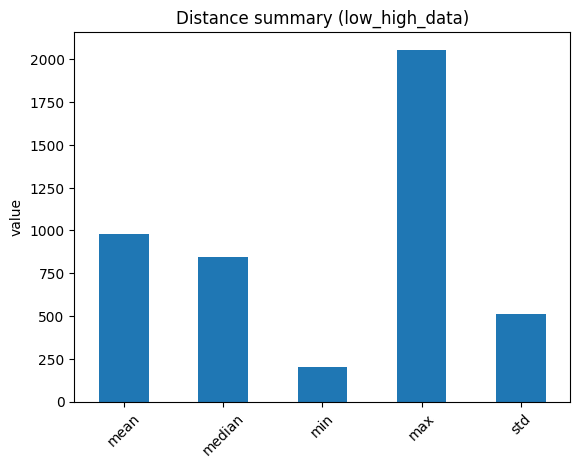 Distance summary (low_high_data)
value
2000
1750
1500
1250
1000
750
500
250
0
mean
median
min
max
std